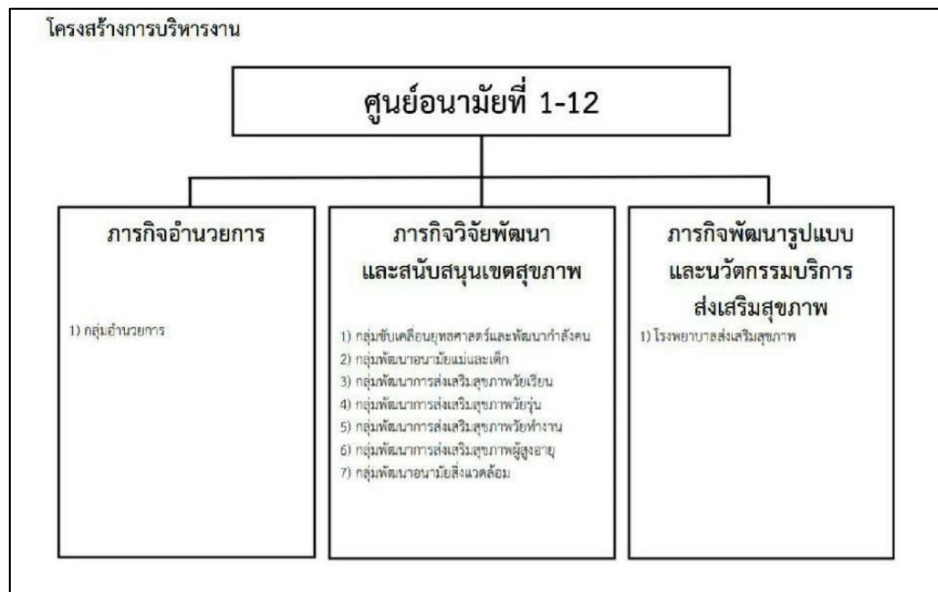 โครงสร้างการบริหารงาน
ศูนย์อนามัยที่ 1-12
ภารกิจอำนวยการ
1) กลุ่มอำนวยการ
ภารกิจวิจัยพัฒนา
และสนับสนุนเขตสุขภาพ
1) กลุ่มขับเคลื่อนยุทธศาสตร์และพัฒนากำลังคน
2) กลุ่มพัฒนาอนามัยแม่และเด็ก
3) กลุ่มพัฒนาการส่งเสริมสุขภาพวัยเรียน
4) กลุ่มพัฒนาการส่งเสริมสุขภาพวัยรุ่น
5) กลุ่มพัฒนาการส่งเสริมสุขภาพวัยทำงาน
6) กลุ่มพัฒนาการส่งเสริมสุขภาพผู้สูงอายุ
7) กลุ่มพัฒนาอนามัยสิ่งแวดล้อม
ภารกิจพัฒนารูปแบบ
และนวัตกรรมบริการ
ส่งเสริมสุขภาพ
1) โรงพยาบาลส่งเสริมสุขภาพ